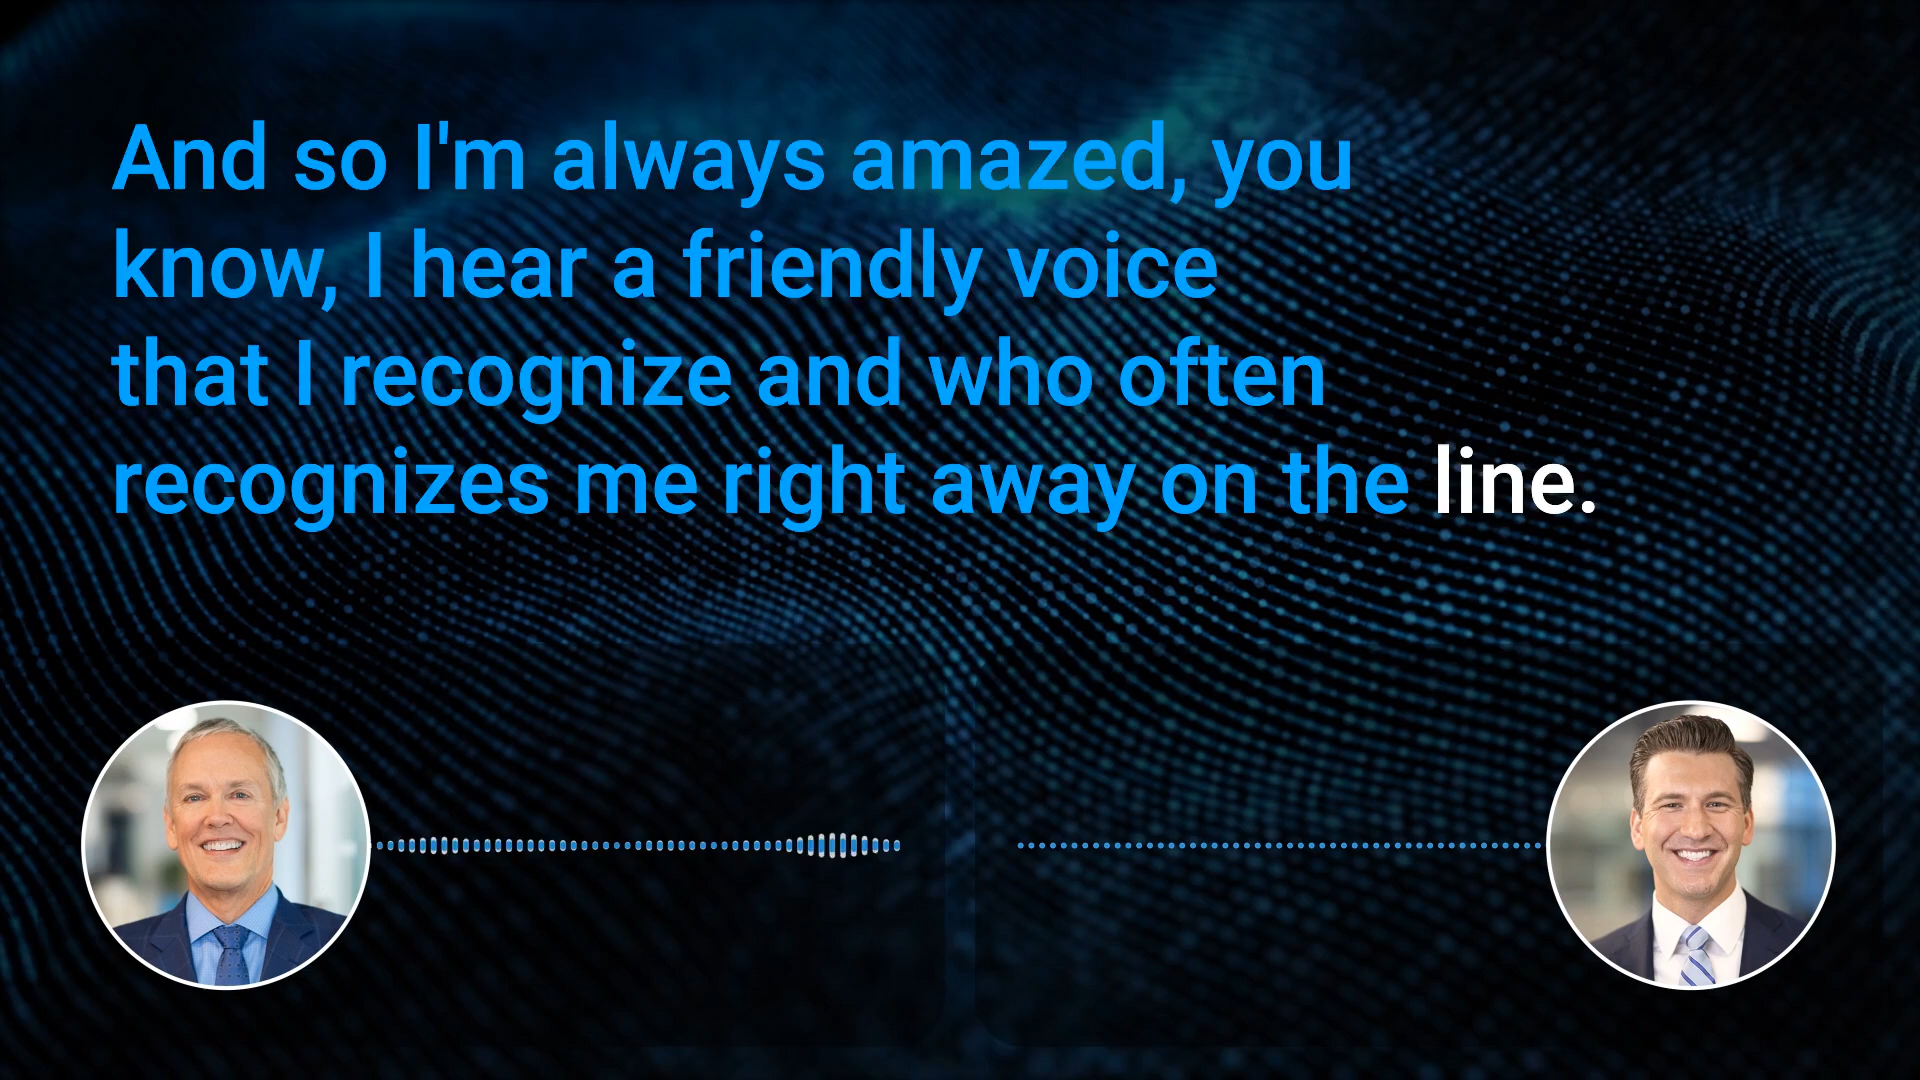 And so I'm always amazed, you
know, I hear a friendly voice
that I recognize and who often
recognizes me right away on the line.